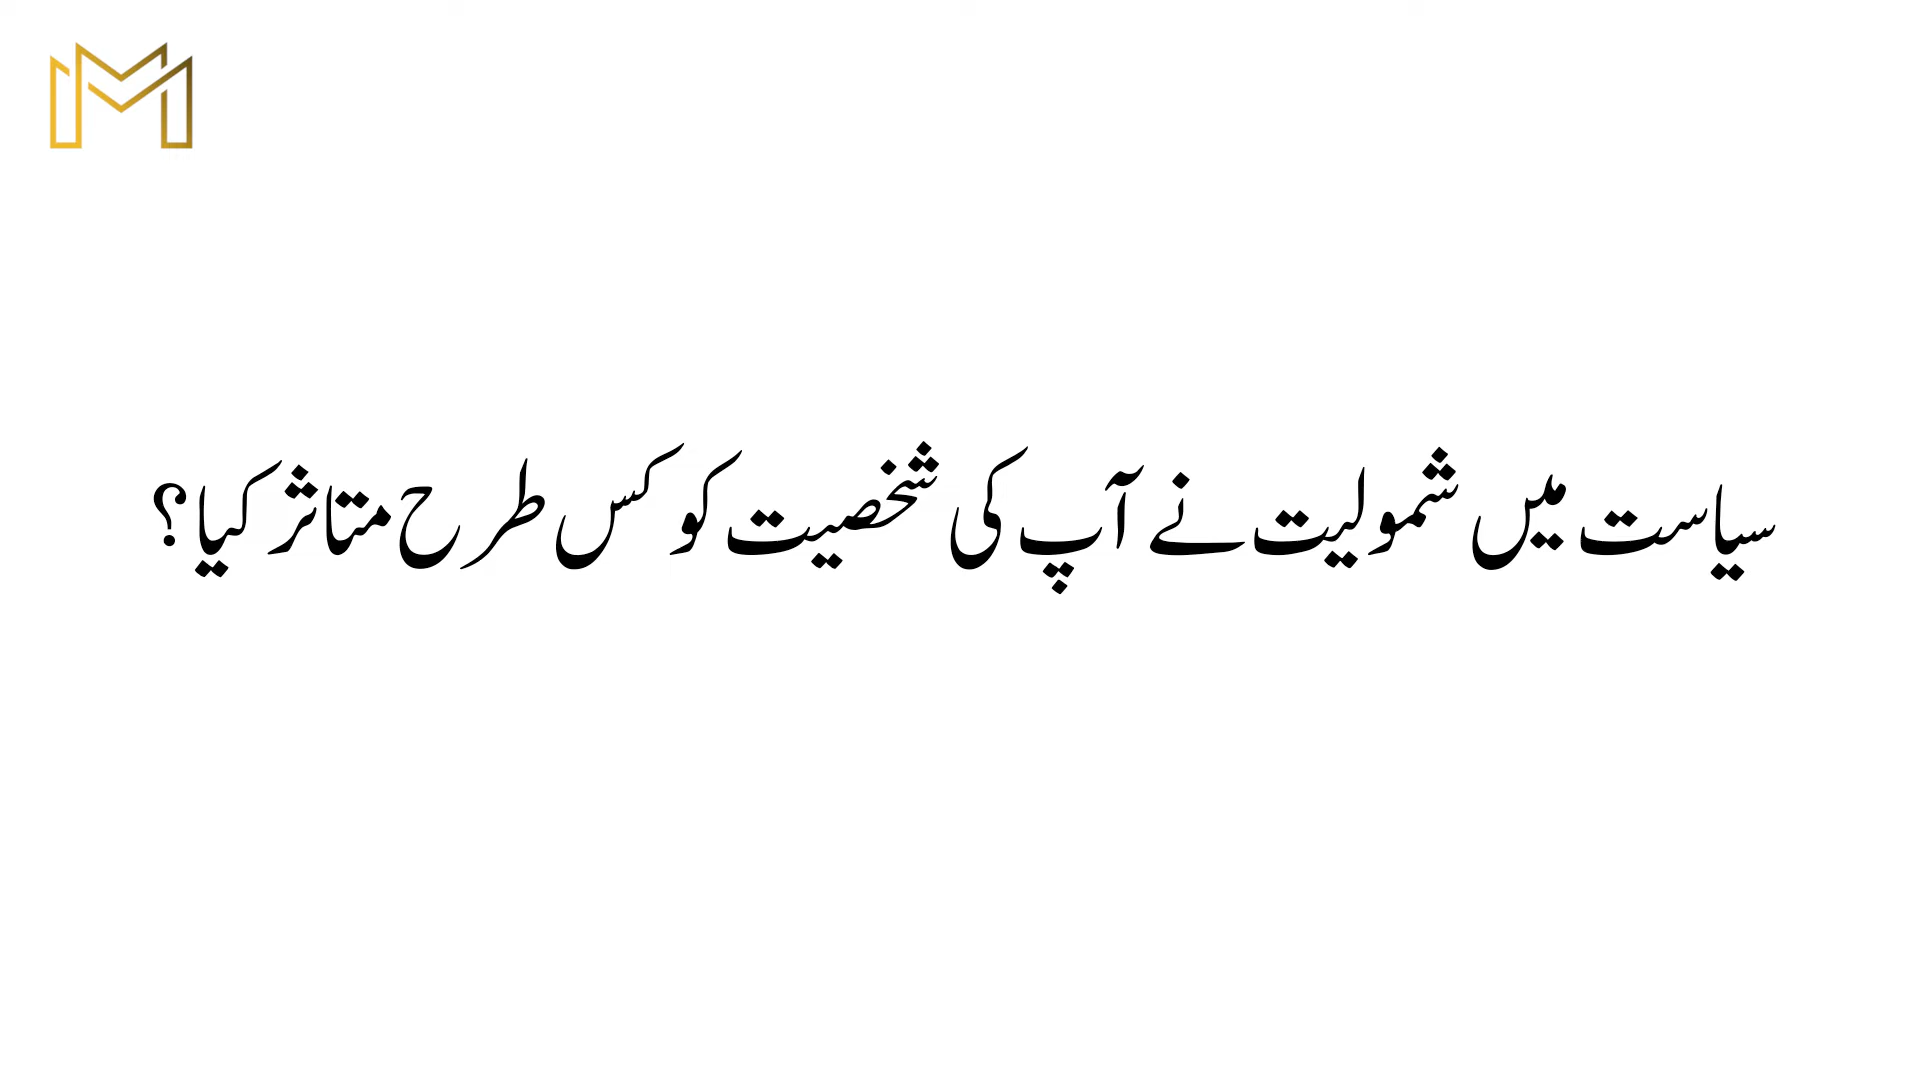 سیاست میں شمولیت نے آپ کی شخصیت کو کس طرح متاثر کیا؟